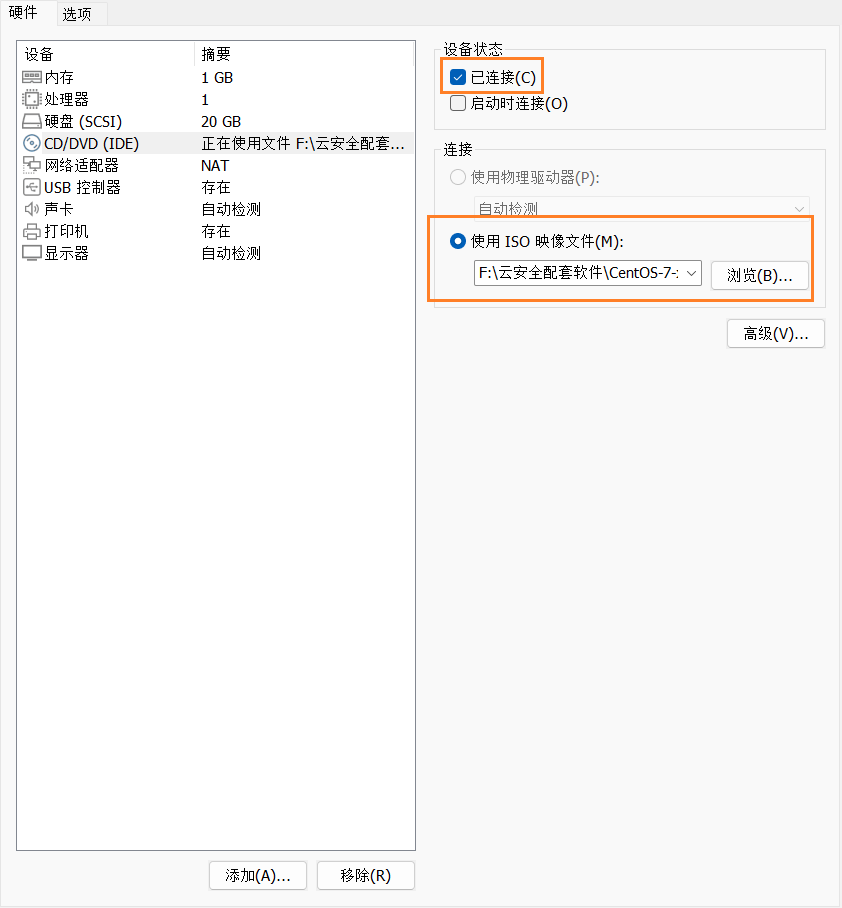 硬件 选项
设备 摘要
内存 1 GB
处理器 1
硬盘 (SCSI) 20 GB
CD/DVD (IDE) 正在使用文件 F:\云安全配套...
网络适配器 NAT
USB 控制器 存在
声卡 自动检测
打印机 存在
显示器 自动检测
添加(A)... 移除(R)
设备状态
已连接(C)
启动时连接(O)
连接
使用物理驱动器(P):
自动检测
使用 ISO 映像文件(M):
F:\云安全配套软件\CentOS-7- 浏览(B)...
高级(V)...